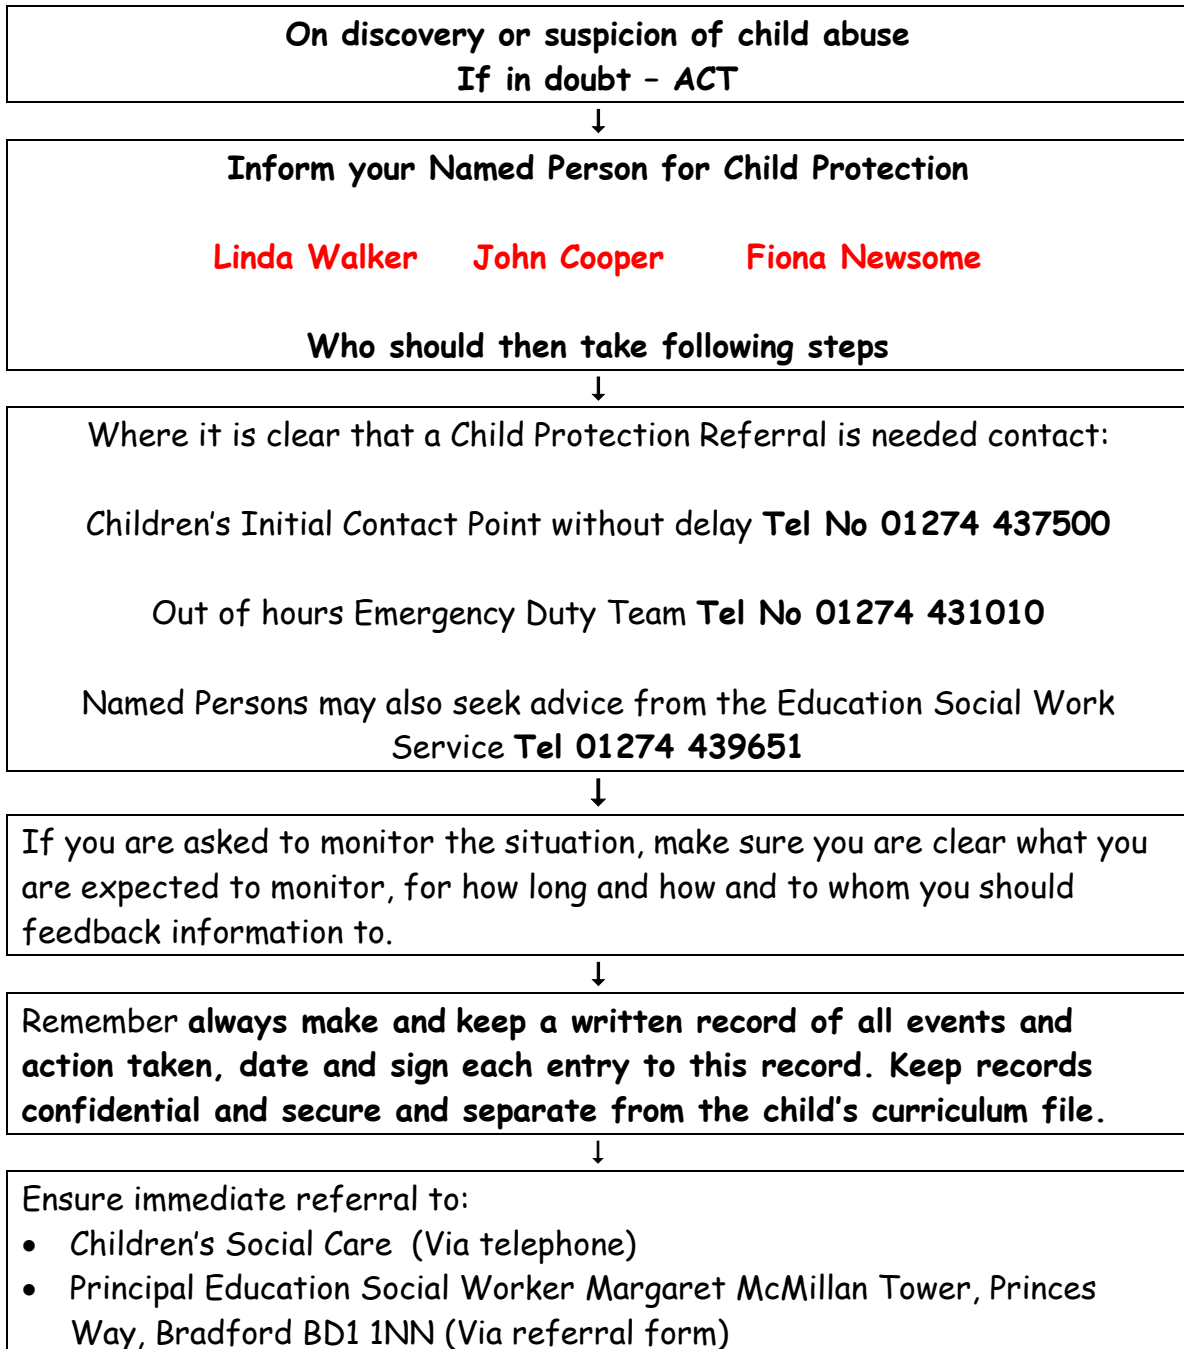 On discovery or suspicion of child abuse
If in doubt – ACT
↓
Inform your Named Person for Child Protection
Linda Walker John Cooper Fiona Newsome
Who should then take following steps
↓
Where it is clear that a Child Protection Referral is needed contact:
Children's Initial Contact Point without delay Tel No 01274 437500
Out of hours Emergency Duty Team Tel No 01274 431010
Named Persons may also seek advice from the Education Social Work
Service Tel 01274 439651
↓
If you are asked to monitor the situation, make sure you are clear what you
are expected to monitor, for how long and how and to whom you should
feedback information to.
↓
Remember always make and keep a written record of all events and
action taken, date and sign each entry to this record. Keep records
confidential and secure and separate from the child's curriculum file.
↓
Ensure immediate referral to:
• Children's Social Care (Via telephone)
• Principal Education Social Worker Margaret McMillan Tower, Princes
Way, Bradford BD1 1NN (Via referral form)